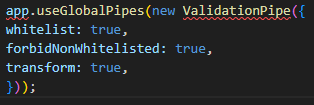 app.useGlobalPipes(new ValidationPipe({
whitelist: true,
forbidNonWhitelisted: true,
transform: true,
}));